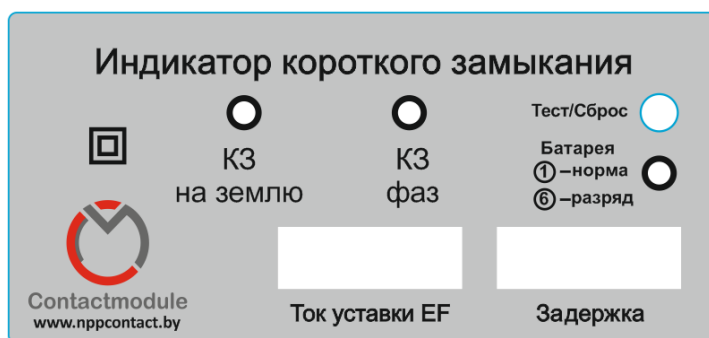 Индикатор короткого замыкания
Тест/Сброс
КЗ
на землю
КЗ
фаз
Батарея
1 –норма
6 –разряд
Contactmodule
www.nppcontact.by
Ток уставки EF
Задержка